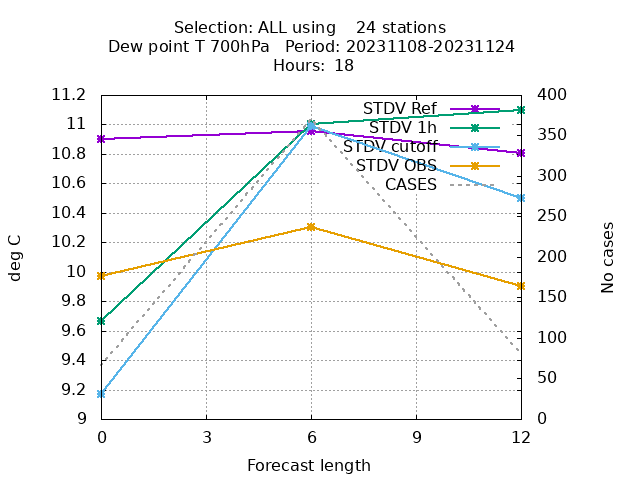 Selection: ALL using    24 stations
Dew point T 700hPa   Period: 20231108-20231124
Hours:  18
STDV Ref
STDV 1h
STDV cutoff
STDV OBS
CASES
deg C
11.2
11
10.8
10.6
10.4
10.2
10
9.8
9.6
9.4
9.2
9
400
350
300
250
200
150
100
50
0
No cases
0 3 6 9 12
Forecast length